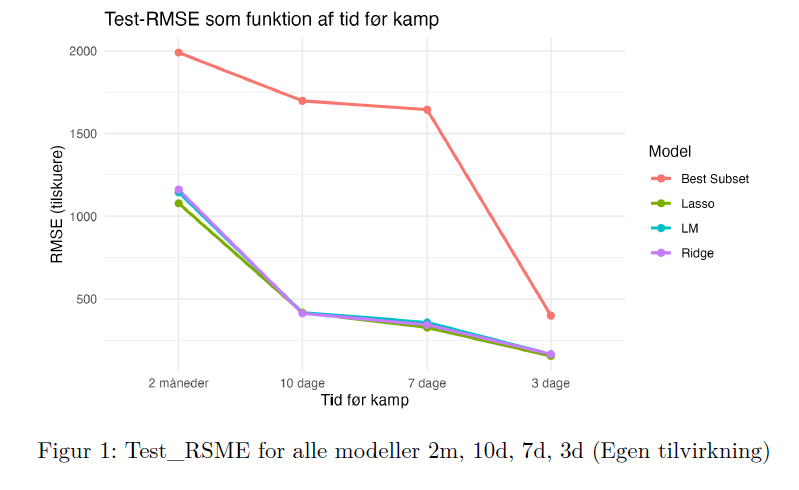 Test-RMSE som funktion af tid før kamp
2000
1500
1000
500
RMSE (tilskuere)
2 måneder
10 dage
7 dage
3 dage
Tid før kamp
Model
Best Subset
Lasso
LM
Ridge
Figur 1: Test_RSME for alle modeller 2m, 10d, 7d, 3d (Egen tilvirkning)